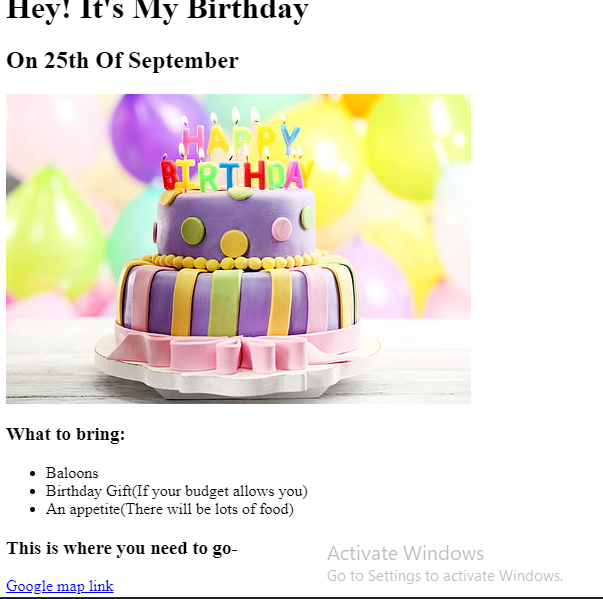 Hey! It's My Birthday
On 25th Of September
HAPPY
BIRTHDAY
What to bring:
Baloons
Birthday Gift(If your budget allows you)
An appetite(There will be lots of food)
This is where you need to go-
Google map link
Activate Windows
Go to Settings to activate Windows.